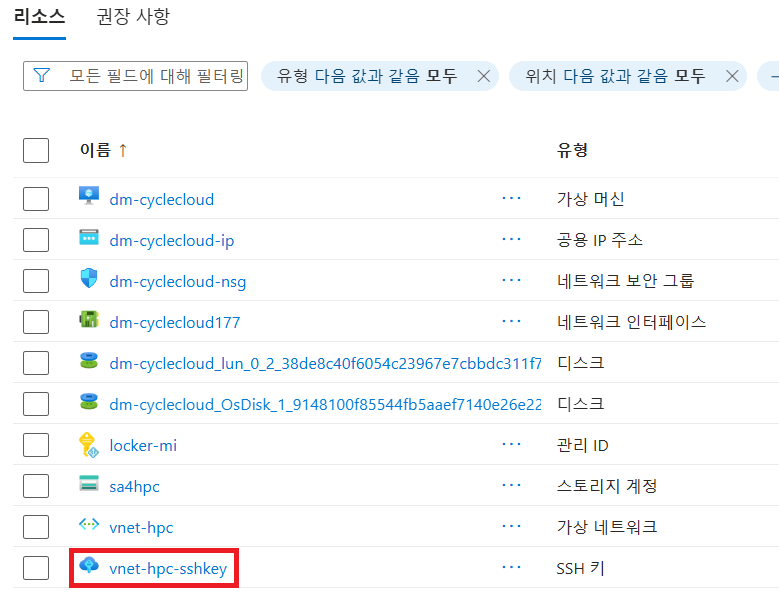 리소스 권장 사항
모든 필드에 대해 필터링 유형 다음 값과 같음 모두 위치 다음 값과 같음 모두
이름 ↑ 유형
dm-cyclecloud ··· 가상 머신
dm-cyclecloud-ip ··· 공용 IP 주소
dm-cyclecloud-nsg ··· 네트워크 보안 그룹
dm-cyclecloud177 ··· 네트워크 인터페이스
dm-cyclecloud_lun_0_2_38de8c40f6054c23967e7cbbdc311f7 디스크
dm-cyclecloud_OsDisk_1_9148100f85544fb5aaef7140e26e22 디스크
locker-mi ··· 관리 ID
sa4hpc ··· 스토리지 계정
vnet-hpc ··· 가상 네트워크
vnet-hpc-sshkey ··· SSH 키